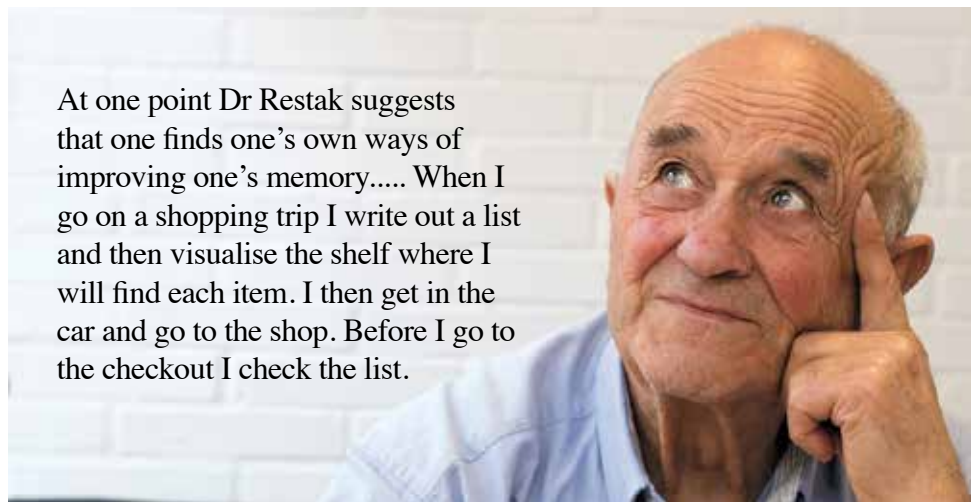 At one point Dr Restak suggests
that one finds one’s own ways of
improving one’s memory..... When I
go on a shopping trip I write out a list
and then visualise the shelf where I
will find each item. I then get in the
car and go to the shop. Before I go to
the checkout I check the list.